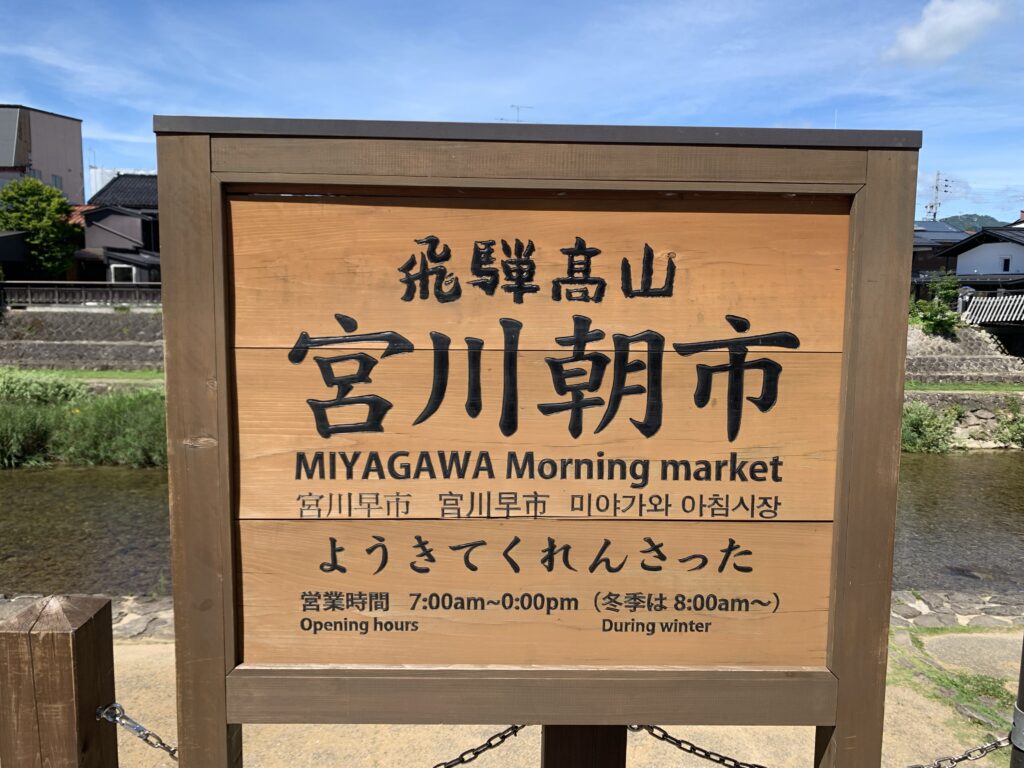 飛騨髙山
宮川朝市
MIYAGAWA Morning market
宮川早市 宫川早市 미야가와 아침시장
ようきてくれんさった
営業時間 7:00am~0:00pm (冬季は 8:00am~)
Opening hours During winter